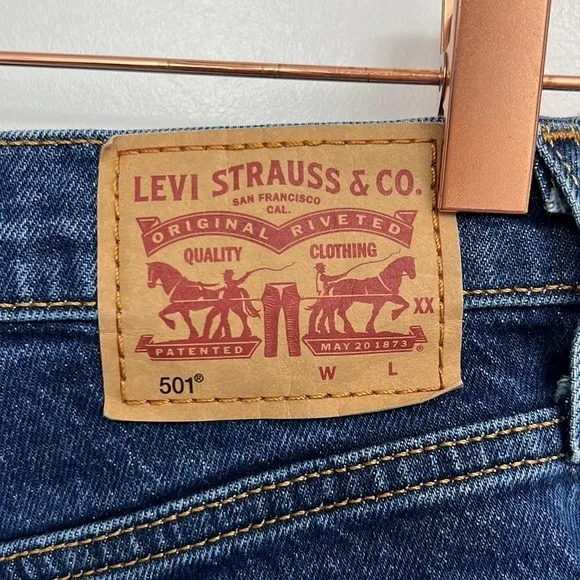 LEVI STRAUSS & CO.
SAN FRANCISCO
CAL.
ORIGINAL RIVETED
QUALITY CLOTHING
XX
PATENTED MAY 20 1873 ®
501® W L